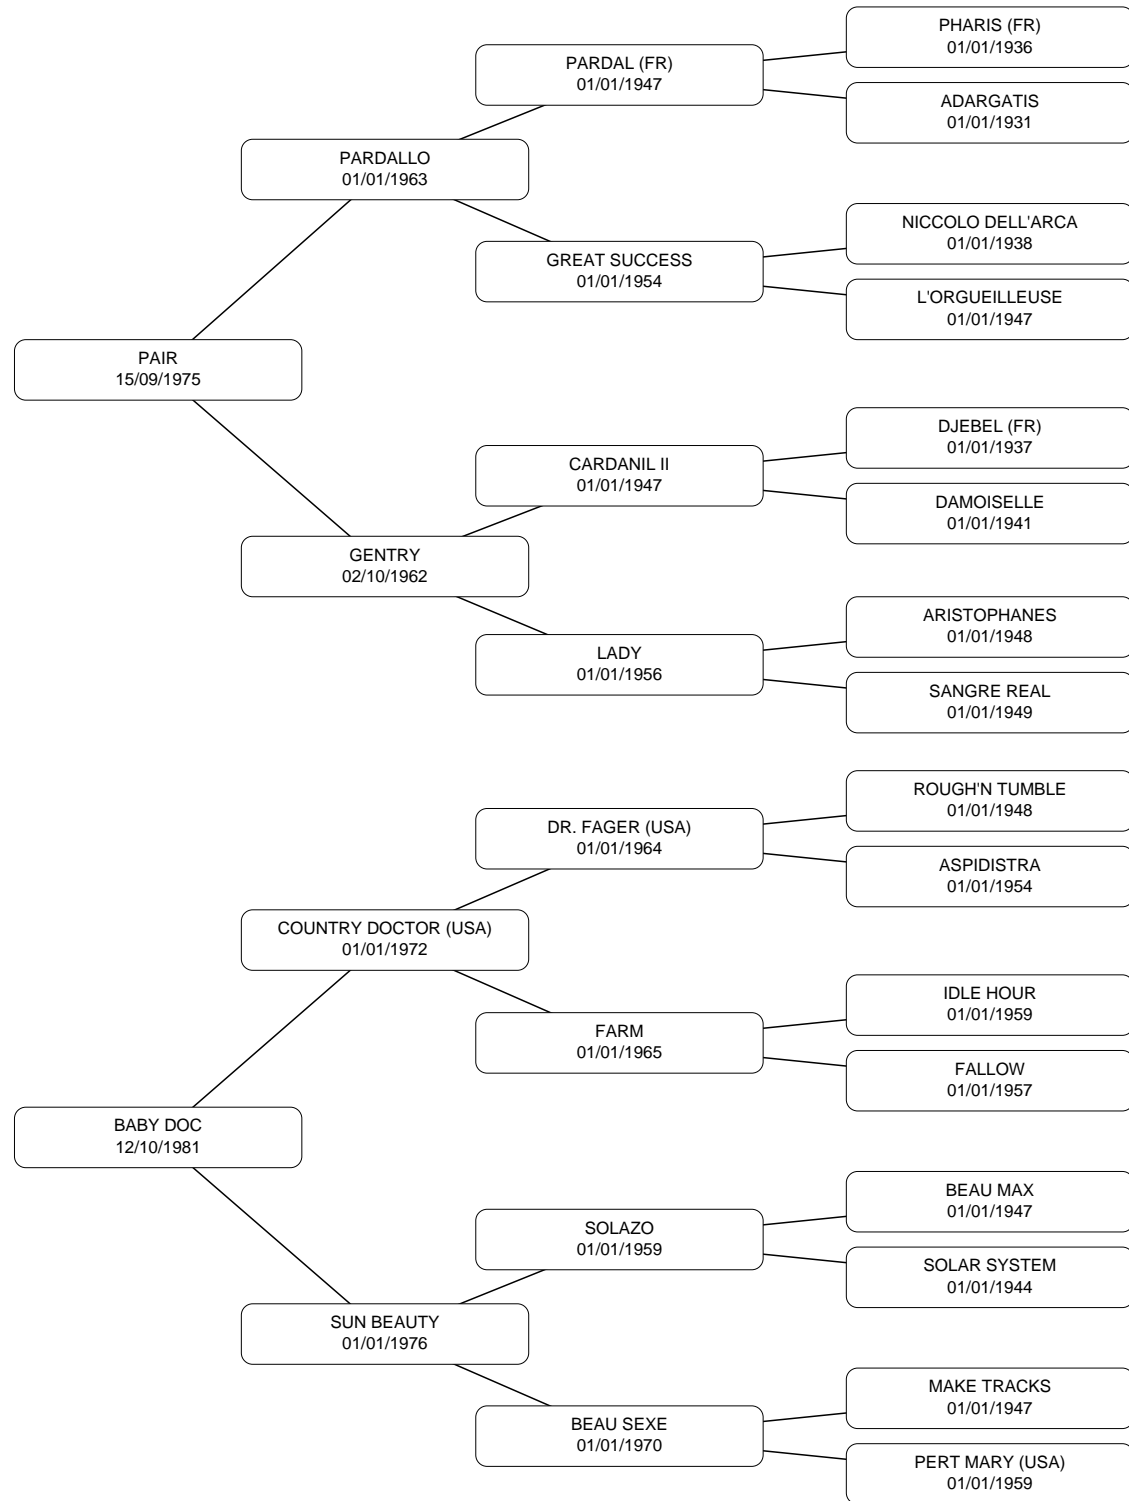 PHARIS (FR)
01/01/1936
PARDAL (FR)
01/01/1947
ADARGATIS
01/01/1931
PARDALLO
01/01/1963
NICCOLO DELL'ARCA
01/01/1938
GREAT SUCCESS
01/01/1954
L'ORGUEILLEUSE
01/01/1947
PAIR
15/09/1975
DJEBEL (FR)
01/01/1937
CARDANIL II
01/01/1947
DAMOISELLE
01/01/1941
GENTRY
02/10/1962
ARISTOPHANES
01/01/1948
LADY
01/01/1956
SANGRE REAL
01/01/1949
ROUGH'N TUMBLE
01/01/1948
DR. FAGER (USA)
01/01/1964
ASPIDISTRA
01/01/1954
COUNTRY DOCTOR (USA)
01/01/1972
IDLE HOUR
01/01/1959
FARM
01/01/1965
FALLOW
01/01/1957
BABY DOC
12/10/1981
BEAU MAX
01/01/1947
SOLAZO
01/01/1959
SOLAR SYSTEM
01/01/1944
SUN BEAUTY
01/01/1976
MAKE TRACKS
01/01/1947
BEAU SEXE
01/01/1970
PERT MARY (USA)
01/01/1959